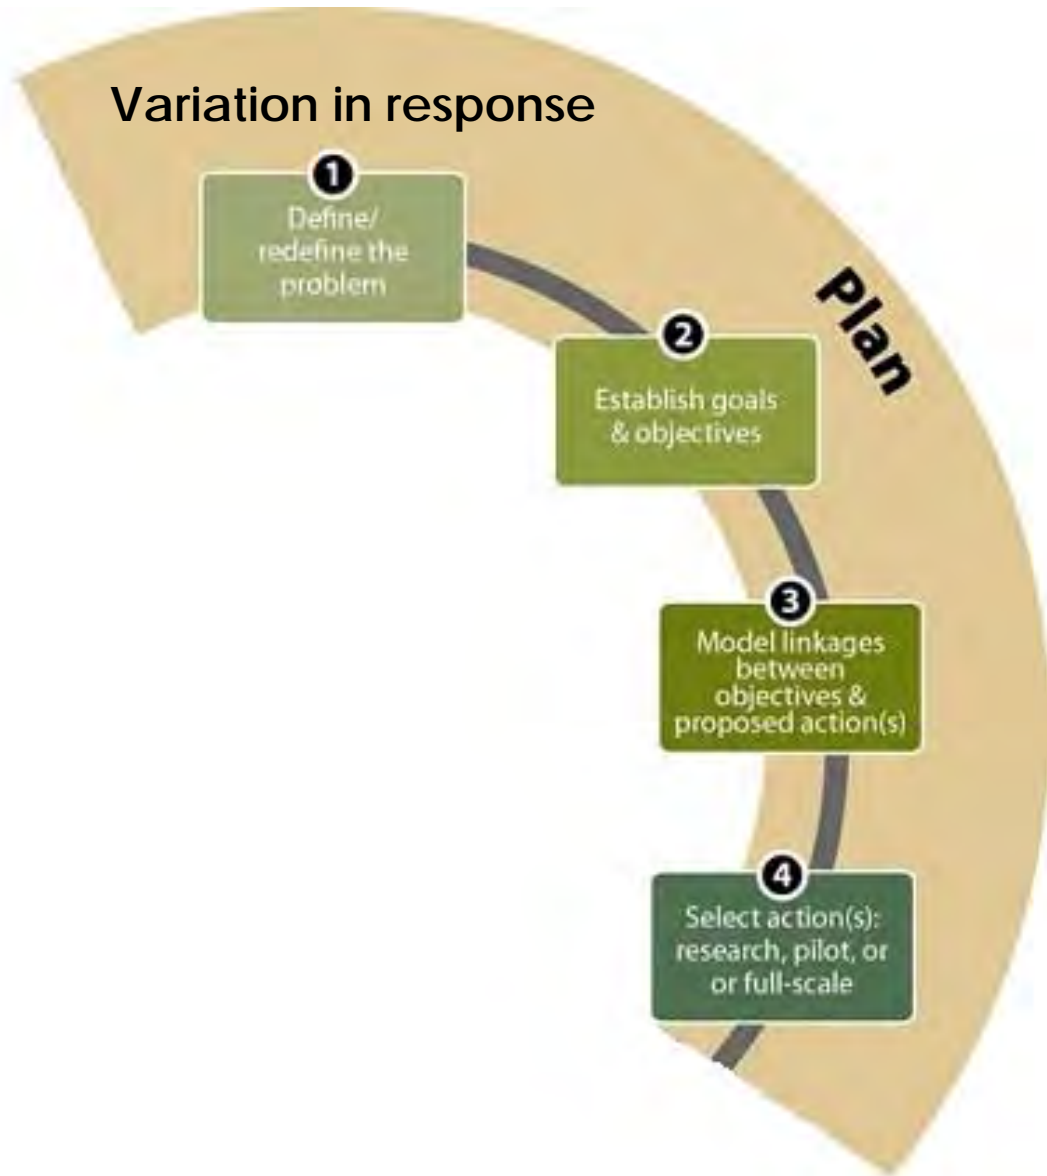 Variation in response
1
Define/
redefine the
problem
Plan
2
Establish goals
& objectives
3
Model linkages
between
objectives &
proposed action(s)
4
Select action(s):
research, pilot, or
or full-scale